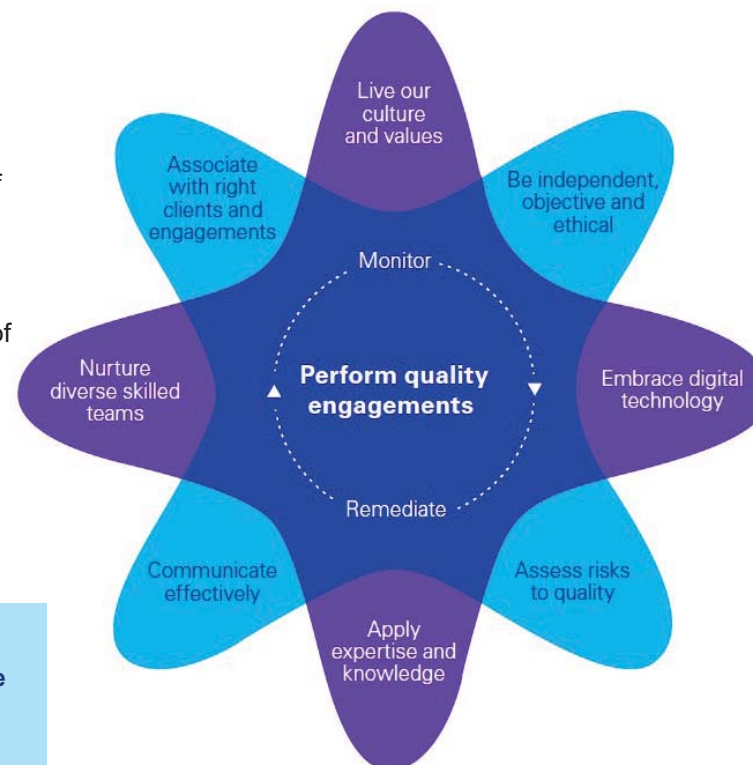 Live our
culture
and values
Be independent,
objective and
ethical
Embrace digital
technology
Assess risks
to quality
Apply
expertise and
knowledge
Communicate
effectively
Nurture
diverse skilled
teams
Associate
with right
clients and
engagements
Monitor
Perform quality
engagements
Remediate
of